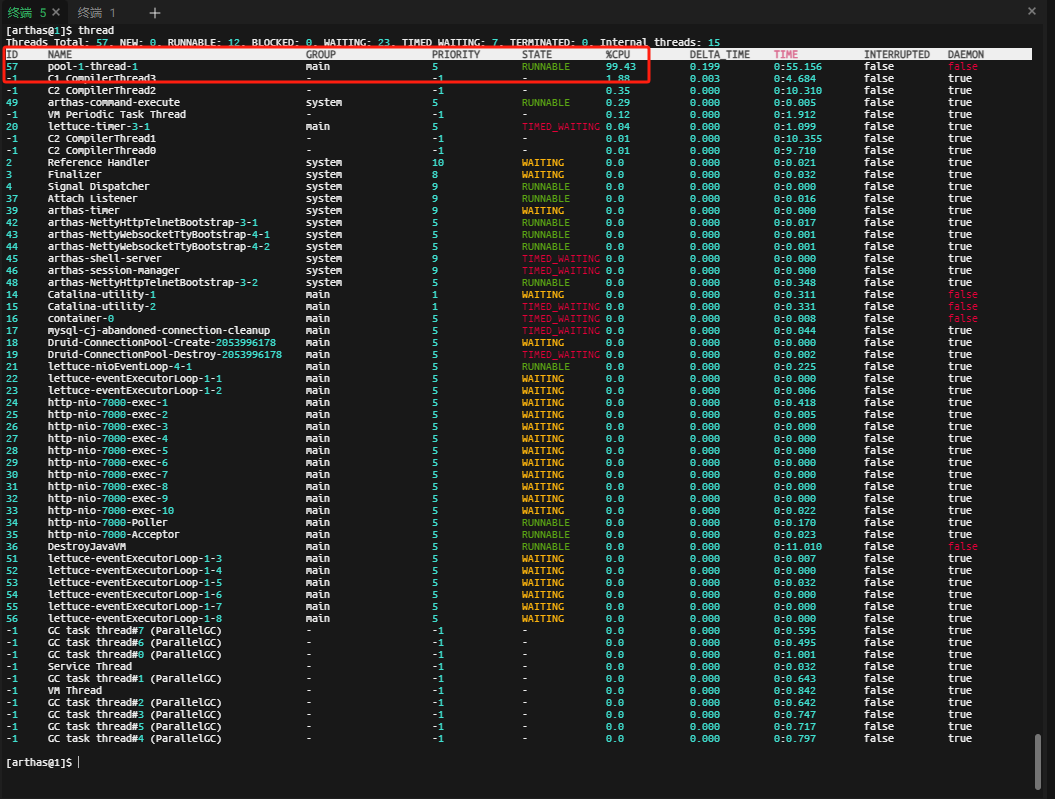 终端 5 × 终端 1 +
[arthas@1]$ thread
Threads Total: 57, NEW: 0, RUNNABLE: 12, BLOCKED: 0, WAITING: 23, TIMED_WAITING: 7, TERMINATED: 0, Internal threads: 15
ID NAME GROUP PRIORITY STATE %CPU DELTA_TIME TIME INTERRUPTED DAEMON
57 pool-1-thread-1 main 5 RUNNABLE 99.43 0.199 0:55.156 false false
-1 C1 CompilerThread3 - -1 - 1.88 0.003 0:4.684 false true
-1 C2 CompilerThread2 - -1 - 0.35 0.000 0:10.310 false true
49 arthas-command-execute system 5 RUNNABLE 0.29 0.000 0:0.005 false true
-1 VM Periodic Task Thread - -1 - 0.12 0.000 0:1.912 false true
20 lettuce-timer-3-1 main 5 TIMED_WAITING 0.04 0.000 0:1.099 false true
-1 C2 CompilerThread1 - -1 - 0.01 0.000 0:10.355 false true
-1 C2 CompilerThread0 - -1 - 0.01 0.000 0:9.710 false true
2 Reference Handler system 10 WAITING 0.0 0.000 0:0.021 false true
3 Finalizer system 8 WAITING 0.0 0.000 0:0.032 false true
4 Signal Dispatcher system 9 RUNNABLE 0.0 0.000 0:0.000 false true
37 Attach Listener system 9 RUNNABLE 0.0 0.000 0:0.016 false true
39 arthas-timer system 9 WAITING 0.0 0.000 0:0.000 false true
42 arthas-NettyHttpTelnetBootstrap-3-1 system 5 RUNNABLE 0.0 0.000 0:0.017 false true
43 arthas-NettyWebsocketTtyBootstrap-4-1 system 5 RUNNABLE 0.0 0.000 0:0.001 false true
44 arthas-NettyWebsocketTtyBootstrap-4-2 system 5 RUNNABLE 0.0 0.000 0:0.001 false true
45 arthas-shell-server system 9 TIMED_WAITING 0.0 0.000 0:0.000 false true
46 arthas-session-manager system 9 TIMED_WAITING 0.0 0.000 0:0.000 false true
48 arthas-NettyHttpTelnetBootstrap-3-2 system 5 RUNNABLE 0.0 0.000 0:0.348 false true
14 Catalina-utility-1 main 1 WAITING 0.0 0.000 0:0.311 false false
15 Catalina-utility-2 main 1 TIMED_WAITING 0.0 0.000 0:0.331 false false
16 container-0 main 5 TIMED_WAITING 0.0 0.000 0:0.008 false false
17 mysql-cj-abandoned-connection-cleanup main 5 TIMED_WAITING 0.0 0.000 0:0.044 false true
18 Druid-ConnectionPool-Create-2053996178 main 5 WAITING 0.0 0.000 0:0.000 false true
19 Druid-ConnectionPool-Destroy-2053996178 main 5 TIMED_WAITING 0.0 0.000 0:0.002 false true
21 lettuce-nioEventLoop-4-1 main 5 RUNNABLE 0.0 0.000 0:0.225 false true
22 lettuce-eventExecutorLoop-1-1 main 5 WAITING 0.0 0.000 0:0.000 false true
23 lettuce-eventExecutorLoop-1-2 main 5 WAITING 0.0 0.000 0:0.006 false true
24 http-nio-7000-exec-1 main 5 WAITING 0.0 0.000 0:0.418 false true
25 http-nio-7000-exec-2 main 5 WAITING 0.0 0.000 0:0.005 false true
26 http-nio-7000-exec-3 main 5 WAITING 0.0 0.000 0:0.000 false true
27 http-nio-7000-exec-4 main 5 WAITING 0.0 0.000 0:0.000 false true
28 http-nio-7000-exec-5 main 5 WAITING 0.0 0.000 0:0.000 false true
29 http-nio-7000-exec-6 main 5 WAITING 0.0 0.000 0:0.000 false true
30 http-nio-7000-exec-7 main 5 WAITING 0.0 0.000 0:0.000 false true
31 http-nio-7000-exec-8 main 5 WAITING 0.0 0.000 0:0.000 false true
32 http-nio-7000-exec-9 main 5 WAITING 0.0 0.000 0:0.000 false true
33 http-nio-7000-exec-10 main 5 WAITING 0.0 0.000 0:0.022 false true
34 http-nio-7000-Poller main 5 RUNNABLE 0.0 0.000 0:0.170 false true
35 http-nio-7000-Acceptor main 5 RUNNABLE 0.0 0.000 0:0.023 false true
36 DestroyJavaVM main 5 RUNNABLE 0.0 0.000 0:11.010 false false
51 lettuce-eventExecutorLoop-1-3 main 5 WAITING 0.0 0.000 0:0.007 false true
52 lettuce-eventExecutorLoop-1-4 main 5 WAITING 0.0 0.000 0:0.000 false true
53 lettuce-eventExecutorLoop-1-5 main 5 WAITING 0.0 0.000 0:0.032 false true
54 lettuce-eventExecutorLoop-1-6 main 5 WAITING 0.0 0.000 0:0.000 false true
55 lettuce-eventExecutorLoop-1-7 main 5 WAITING 0.0 0.000 0:0.000 false true
56 lettuce-eventExecutorLoop-1-8 main 5 WAITING 0.0 0.000 0:0.000 false true
-1 GC task thread#7 (ParallelGC) - -1 - 0.0 0.000 0:0.595 false true
-1 GC task thread#6 (ParallelGC) - -1 - 0.0 0.000 0:0.495 false true
-1 GC task thread#0 (ParallelGC) - -1 - 0.0 0.000 0:1.001 false true
-1 Service Thread - -1 - 0.0 0.000 0:0.032 false true
-1 GC task thread#1 (ParallelGC) - -1 - 0.0 0.000 0:0.643 false true
-1 VM Thread - -1 - 0.0 0.000 0:0.842 false true
-1 GC task thread#2 (ParallelGC) - -1 - 0.0 0.000 0:0.642 false true
-1 GC task thread#3 (ParallelGC) - -1 - 0.0 0.000 0:0.747 false true
-1 GC task thread#5 (ParallelGC) - -1 - 0.0 0.000 0:0.717 false true
-1 GC task thread#4 (ParallelGC) - -1 - 0.0 0.000 0:0.797 false true
[arthas@1]$